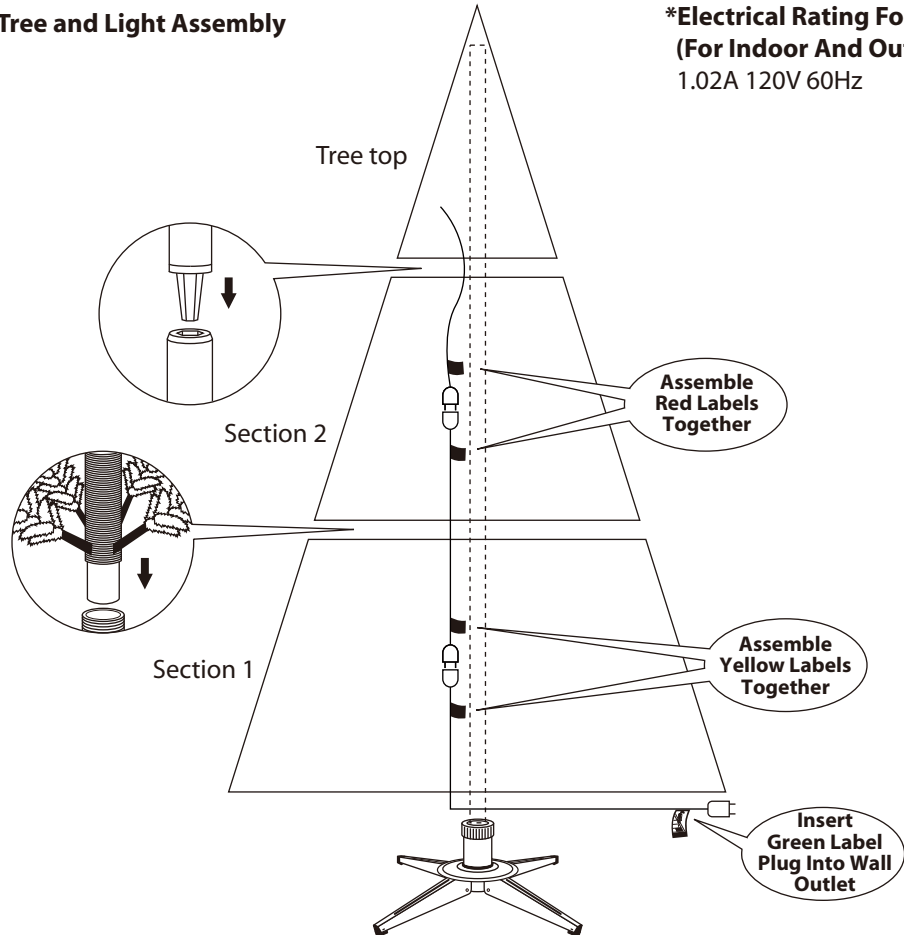 Tree and Light Assembly
*Electrical Rating Fo
(For Indoor And Out
1.02A 120V 60Hz
Tree top
Section 2
Assemble
Red Labels
Together
Section 1
Assemble
Yellow Labels
Together
Insert
Green Label
Plug Into Wall
Outlet